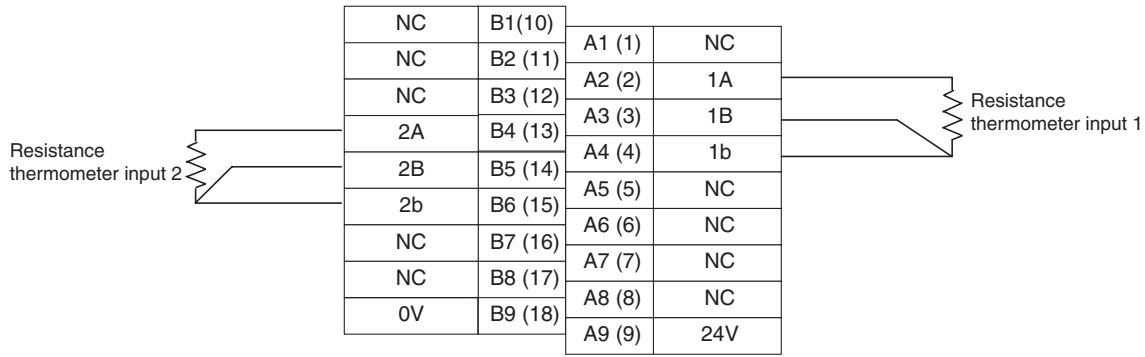 NC B1(10)
NC B2 (11)
NC B3 (12)
2A B4 (13)
2B B5 (14)
2b B6 (15)
NC B7 (16)
NC B8 (17)
0V B9 (18)
A1 (1) NC
A2 (2) 1A
A3 (3) 1B
A4 (4) 1b
A5 (5) NC
A6 (6) NC
A7 (7) NC
A8 (8) NC
A9 (9) 24V
Resistance
thermometer input 2
Resistance
thermometer input 1